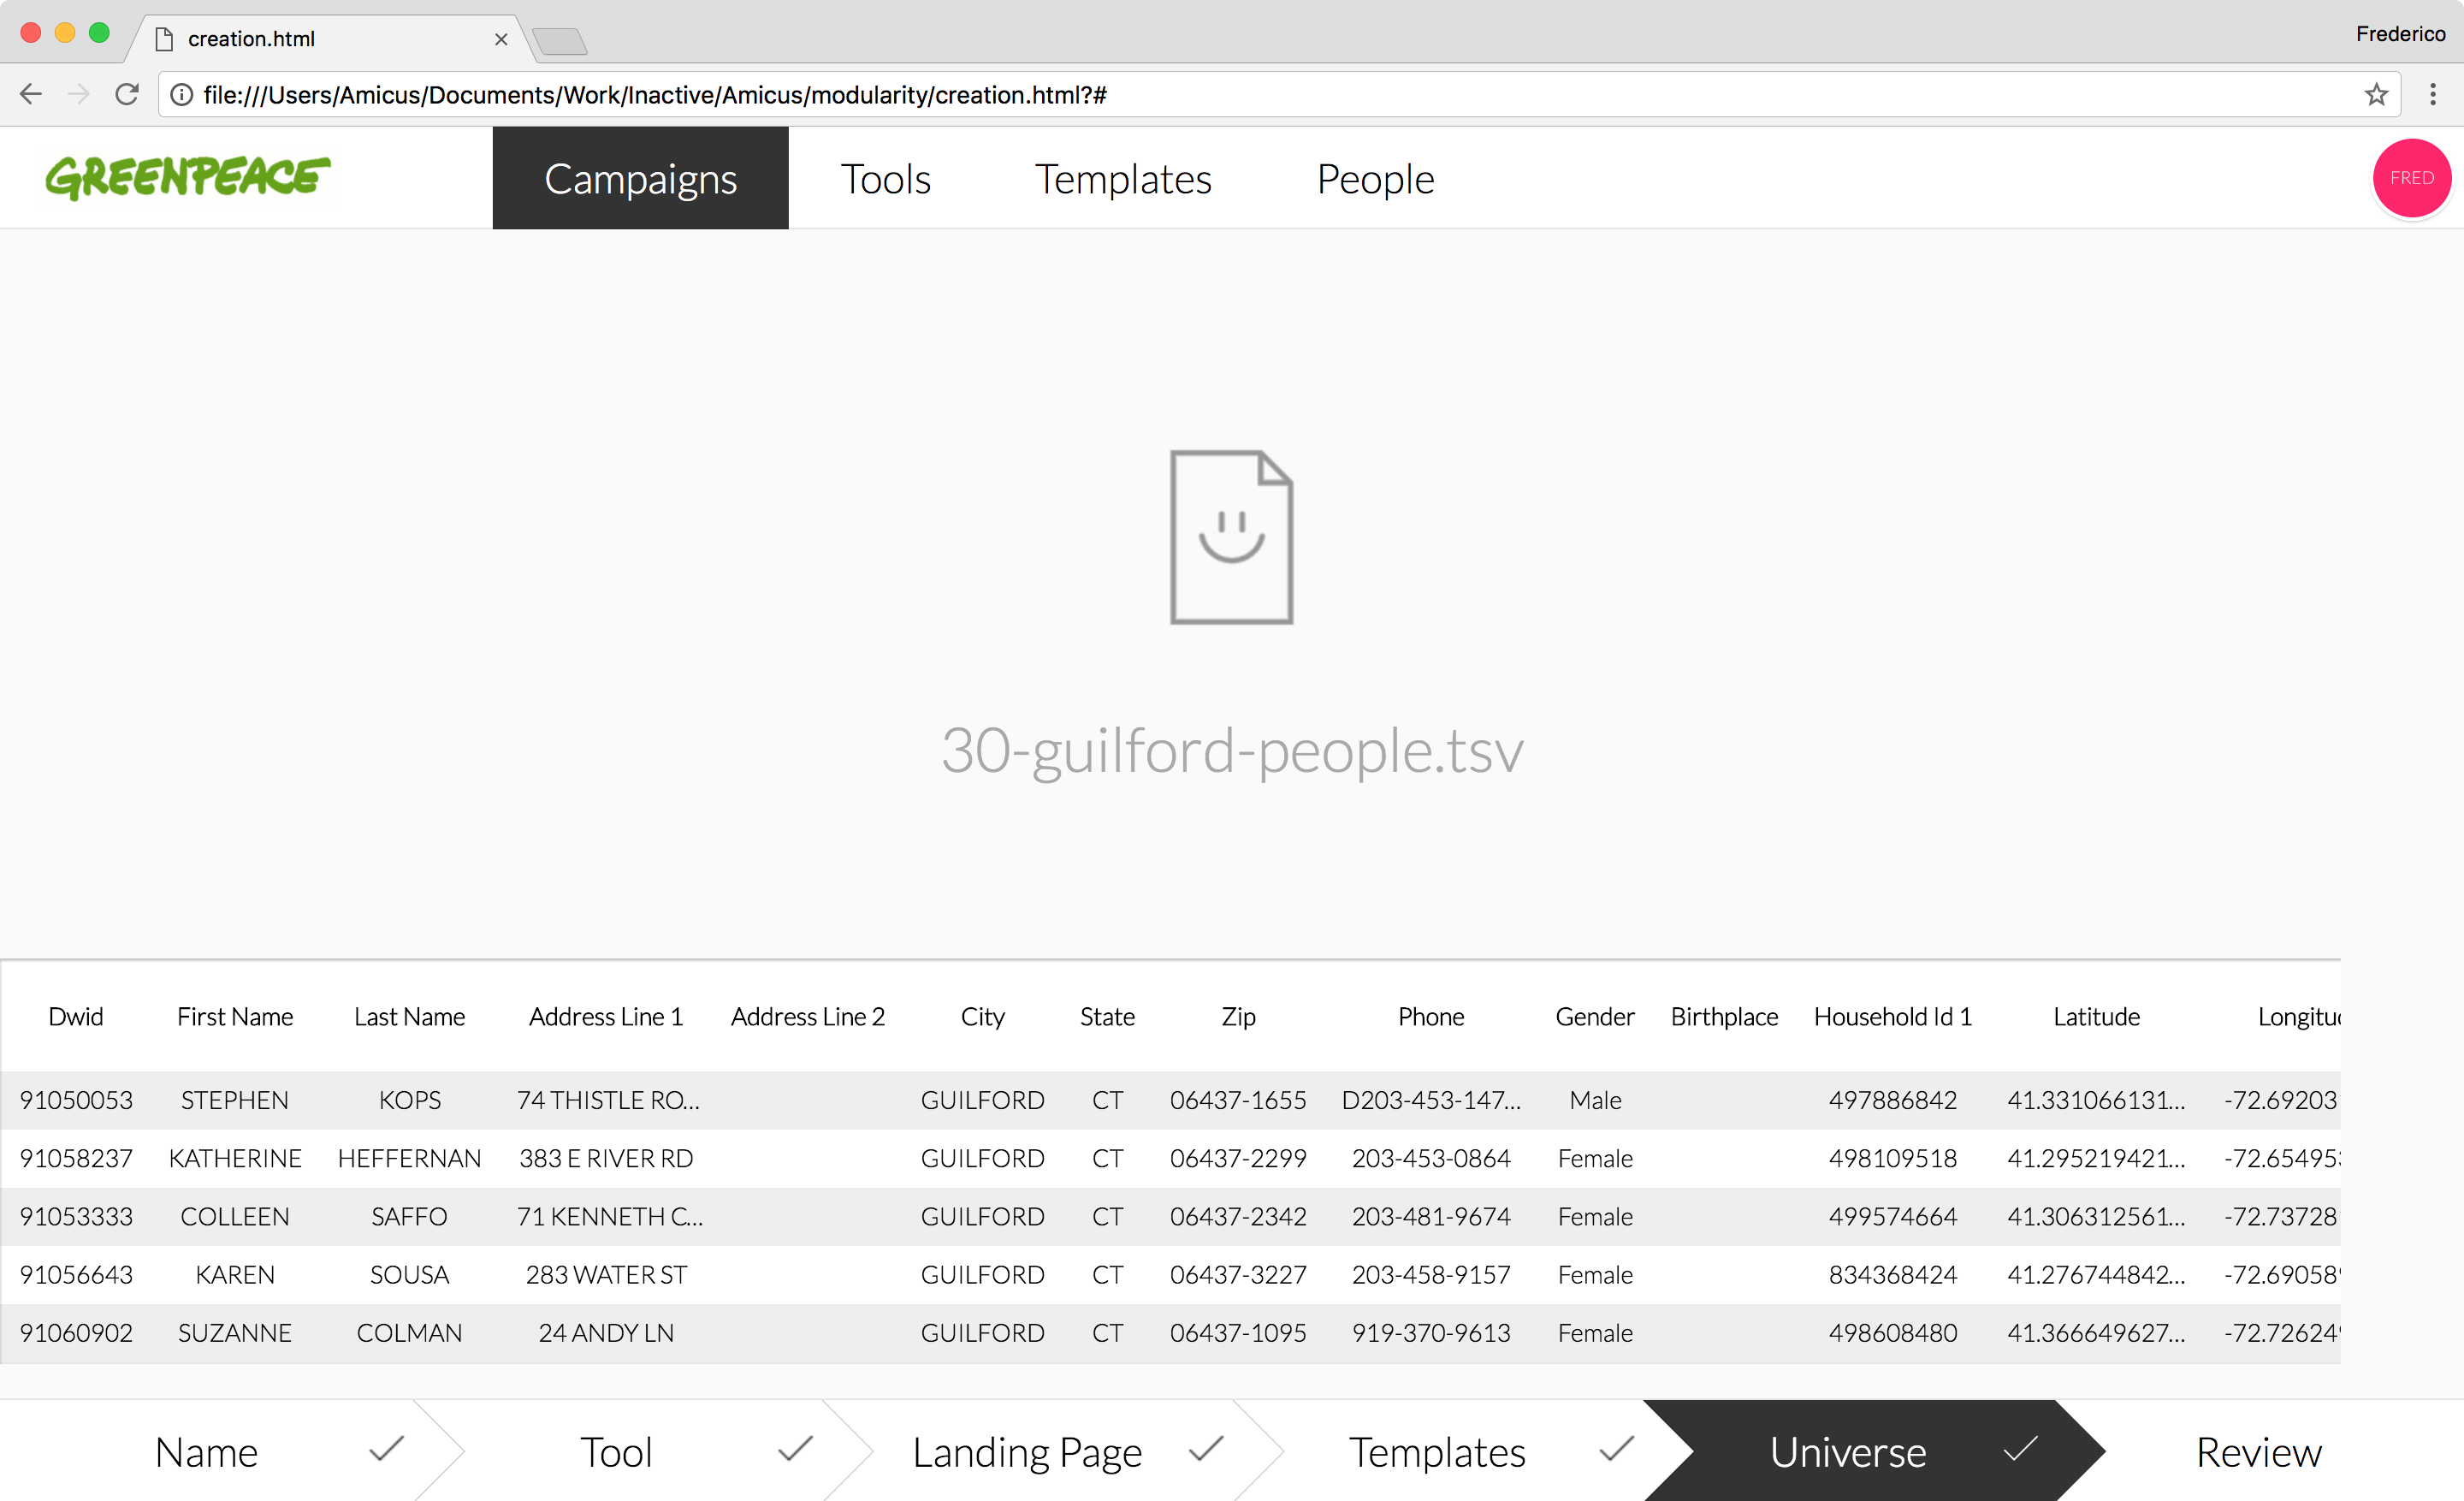 creation.html
Frederico
file:///Users/Amicus/Documents/Work/Inactive/Amicus/modularity/creation.html?#
GREENPEACE Campaigns Tools Templates People FRED
30-guilford-people.tsv
Dwid First Name Last Name Address Line 1 Address Line 2 City State Zip Phone Gender Birthplace Household Id 1 Latitude Longitud
91050053 STEPHEN KOPS 74 THISTLE RO... GUILFORD CT 06437-1655 D203-453-147... Male 497886842 41.331066131... -72.69203
91058237 KATHERINE HEFFERNAN 383 E RIVER RD GUILFORD CT 06437-2299 203-453-0864 Female 498109518 41.295219421... -72.65495
91053333 COLLEEN SAFFO 71 KENNETH C... GUILFORD CT 06437-2342 203-481-9674 Female 499574664 41.306312561... -72.73728
91056643 KAREN SOUSA 283 WATER ST GUILFORD CT 06437-3227 203-458-9157 Female 834368424 41.276744842... -72.69058
91060902 SUZANNE COLMAN 24 ANDY LN GUILFORD CT 06437-1095 919-370-9613 Female 498608480 41.366649627... -72.72624
Name Tool Landing Page Templates Universe Review